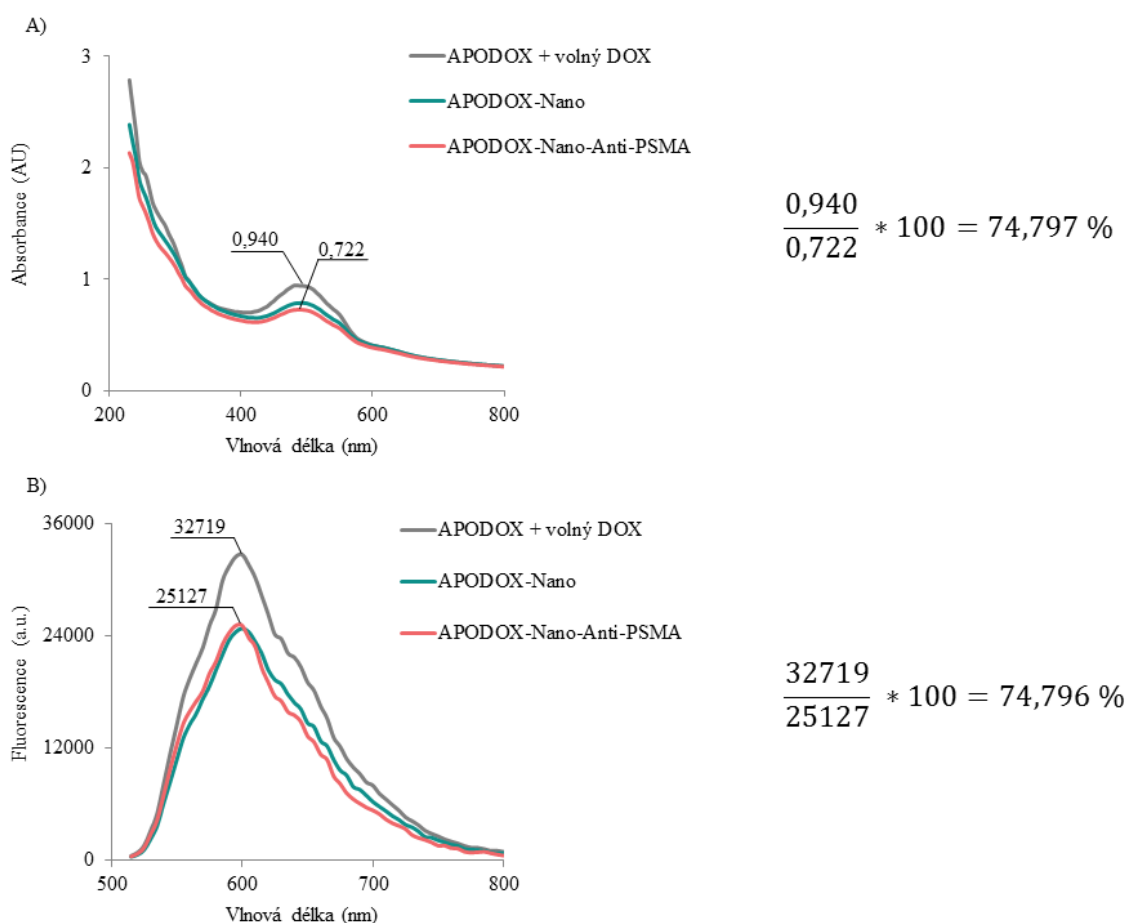 A)
3
2
1
0
200 400 600 800
Absorbance (AU)
Vlnová délka (nm)
APODOX + volný DOX
APODOX-Nano
APODOX-Nano-Anti-PSMA
0,940
0,722
0,940
0,722
* 100 = 74,797 %
B)
36000
24000
12000
0
500 600 700 800
Fluorescence (a.u.)
Vlnová délka (nm)
APODOX + volný DOX
APODOX-Nano
APODOX-Nano-Anti-PSMA
32719
25127
32719
25127
* 100 = 74,796 %